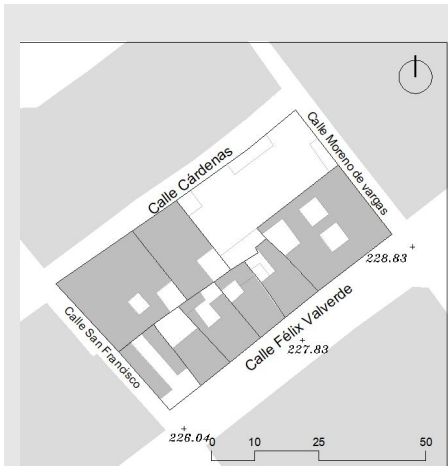 Calle Cárdenas
Calle Moreno de vargas
228.83
Calle San Francisco
Calle Félix Valverde
227.83
226.04
0 10 25 50